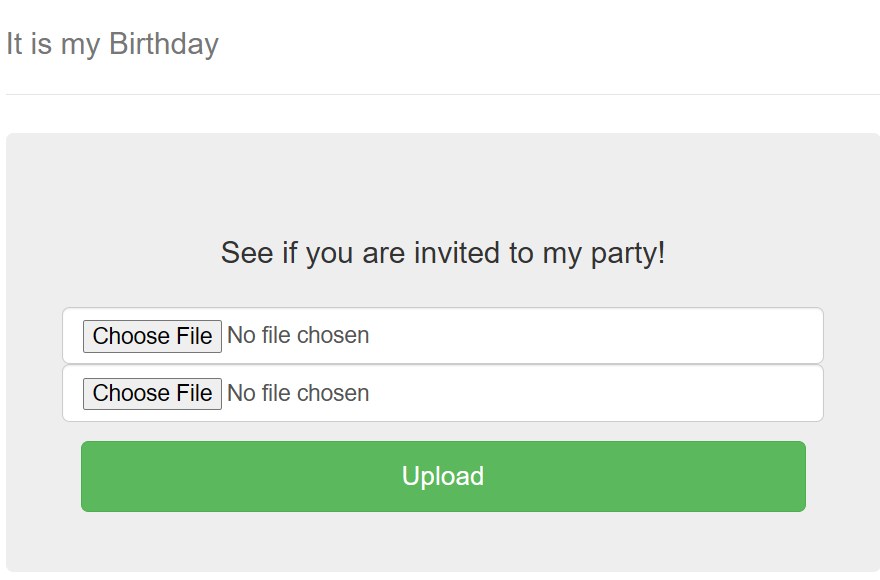 It is my Birthday
See if you are invited to my party!
Choose File No file chosen
Choose File No file chosen
Upload